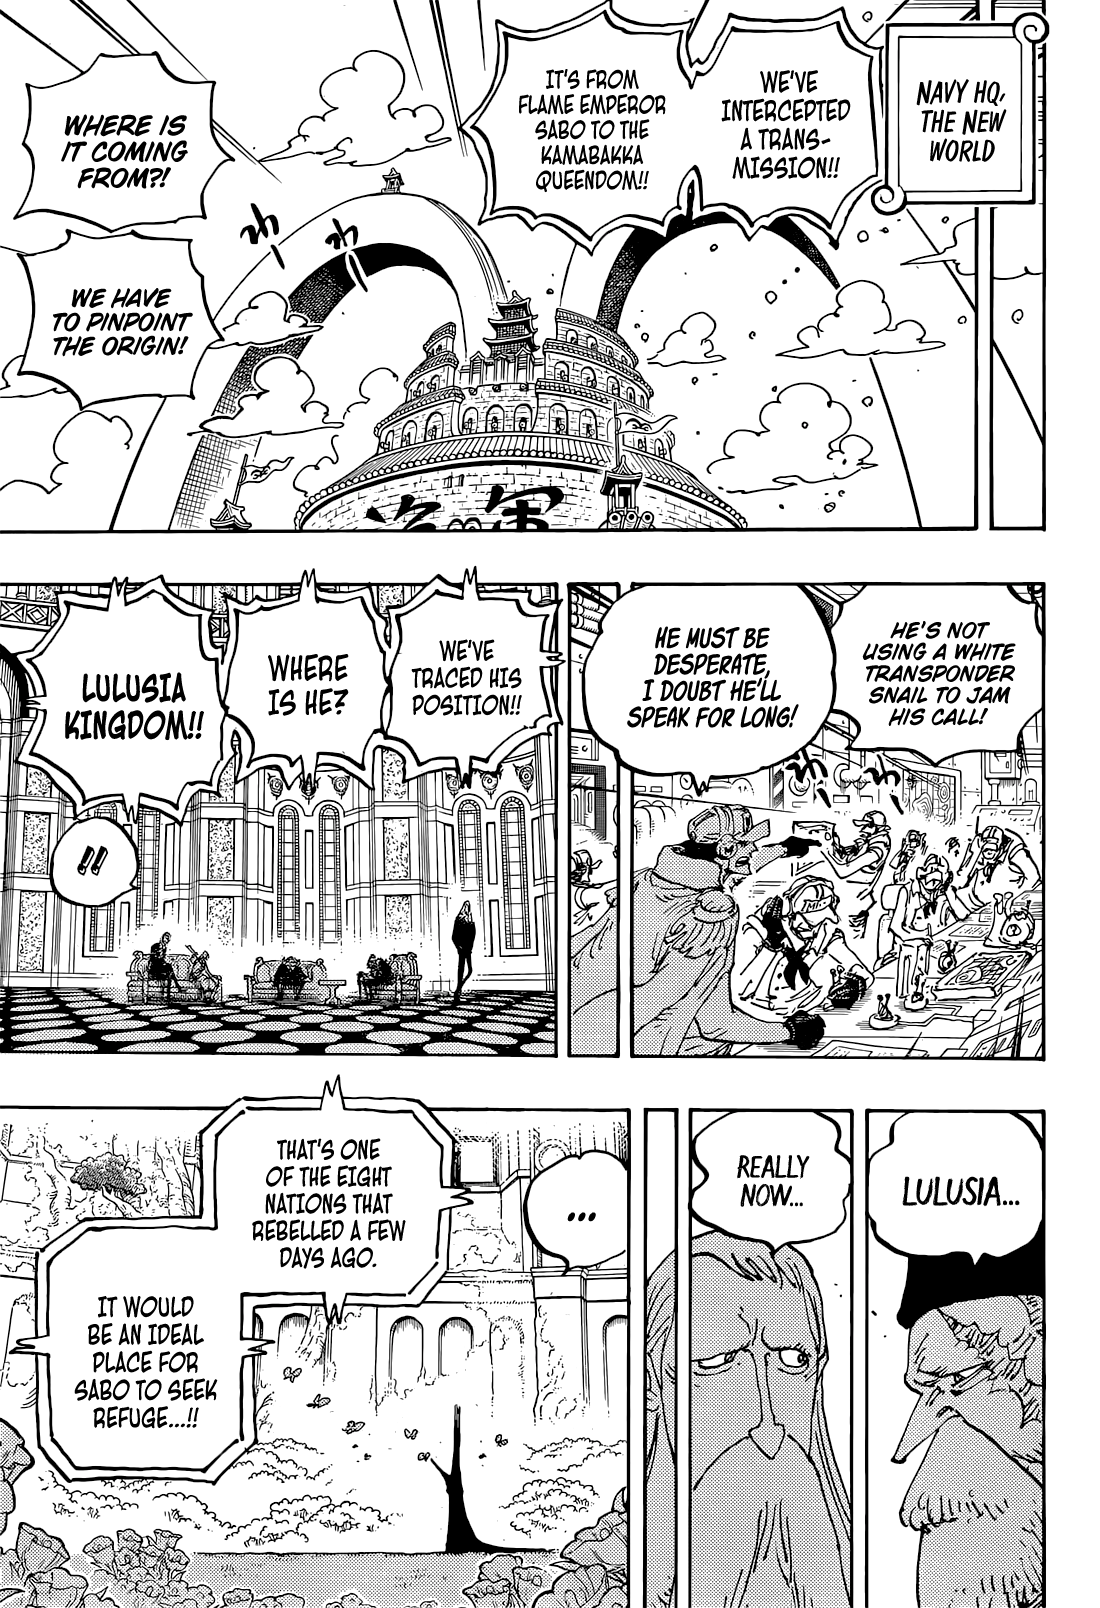 NAVY HQ,
THE NEW
WORLD
WE'VE
INTERCEPTED
A TRANS-
MISSION!!
IT'S FROM
FLAME EMPEROR
SABO TO THE
KAMABAKKA
QUEENDOM!!
WHERE IS
IT COMING
FROM?!
WE HAVE
TO PINPOINT
THE ORIGIN!
海軍
HE'S NOT
USING A WHITE
TRANSPONDER
SNAIL TO JAM
HIS CALL!
HE MUST BE
DESPERATE,
I DOUBT HE'LL
SPEAK FOR LONG!
WE'VE
TRACED HIS
POSITION!!
WHERE
IS HE?
LULUSIA
KINGDOM!!
!!
LULUSIA...
REALLY
NOW...
...
THAT'S ONE
OF THE EIGHT
NATIONS THAT
REBELLED A FEW
DAYS AGO.
IT WOULD
BE AN IDEAL
PLACE FOR
SABO TO SEEK
REFUGE...!!